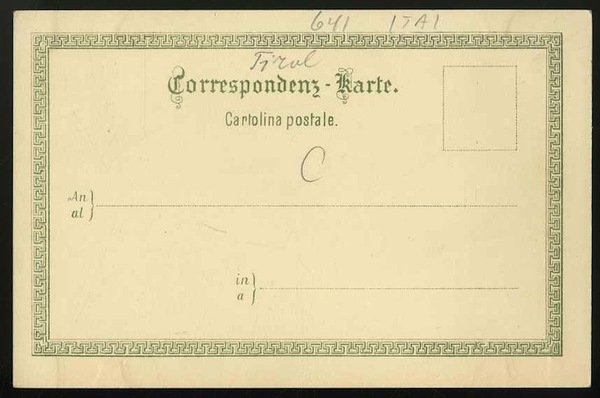 641 ITAI
Tirol
Correspondenz-Karte.
Cartolina postale.
C
An
al
in
a